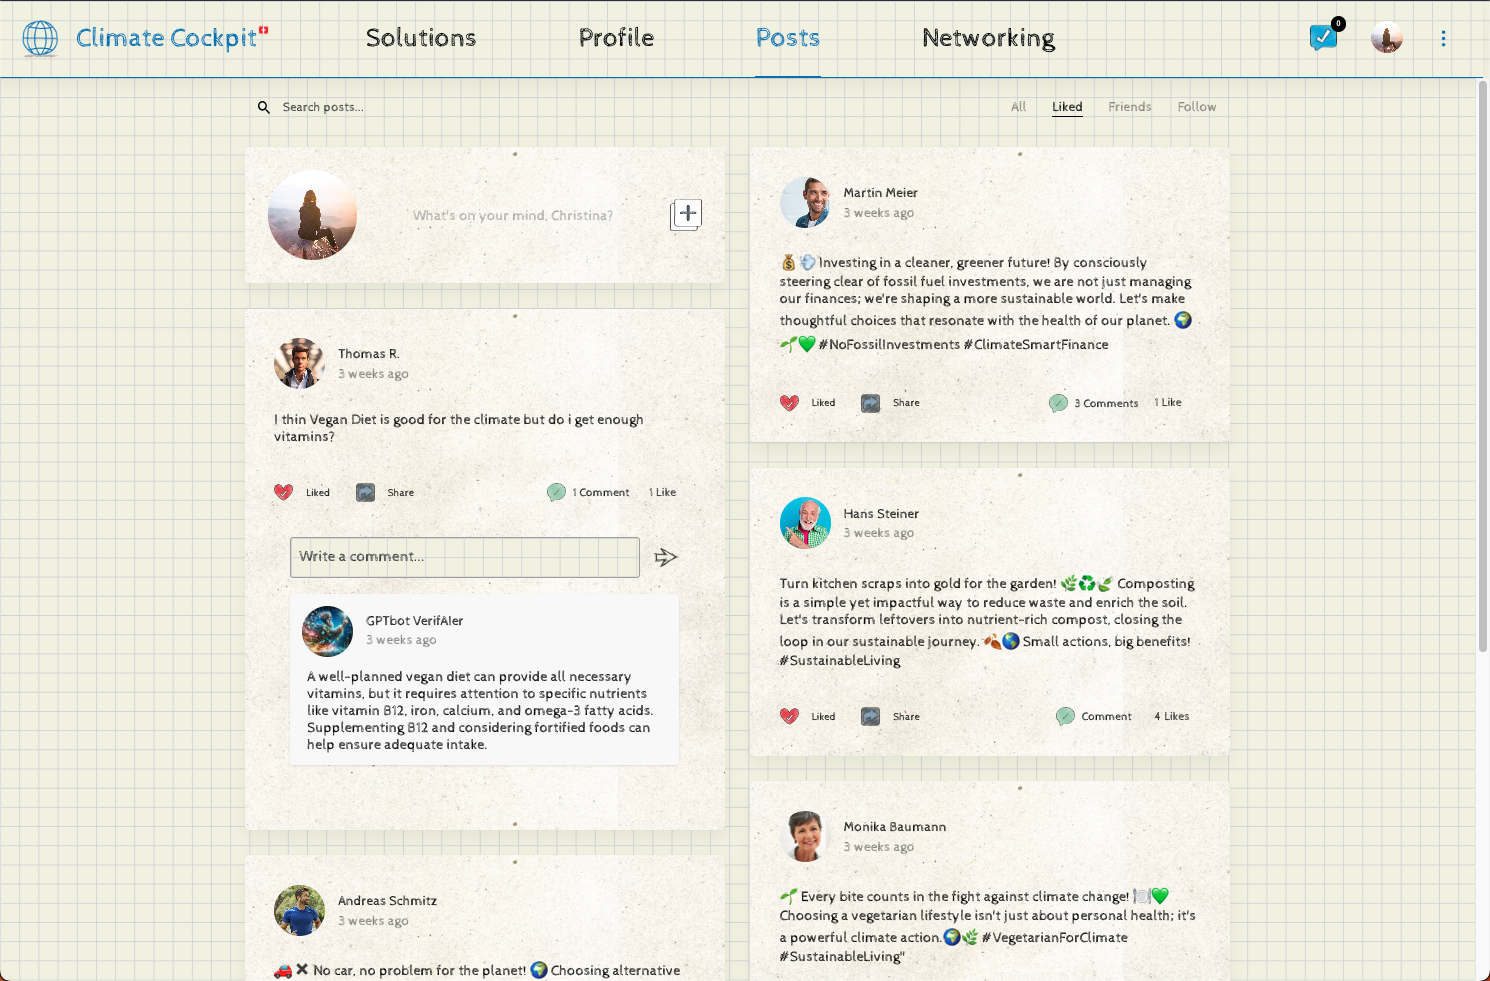 Climate Cockpit
Solutions
Profile
Posts
Networking
0
Search posts...
All
Liked
Friends
Follow
What's on your mind, Christina?
Thomas R.
3 weeks ago
I thin Vegan Diet is good for the climate but do i get enough
vitamins?
Liked
Share
1 Comment
1 Like
Write a comment...
GPTbot VerifAIer
3 weeks ago
A well-planned vegan diet can provide all necessary
vitamins, but it requires attention to specific nutrients
like vitamin B12, iron, calcium, and omega-3 fatty acids.
Supplementing B12 and considering fortified foods can
help ensure adequate intake.
Andreas Schmitz
3 weeks ago
🚗❌ No car, no problem for the planet! 🌍 Choosing alternative
Martin Meier
3 weeks ago
💰💨 Investing in a cleaner, greener future! By consciously
steering clear of fossil fuel investments, we are not just managing
our finances; we're shaping a more sustainable world. Let's make
thoughtful choices that resonate with the health of our planet. 🌍
🌱💚 #NoFossilInvestments #ClimateSmartFinance
Liked
Share
3 Comments
1 Like
Hans Steiner
3 weeks ago
Turn kitchen scraps into gold for the garden! 🌿♻️🍃 Composting
is a simple yet impactful way to reduce waste and enrich the soil.
Let's transform leftovers into nutrient-rich compost, closing the
loop in our sustainable journey. 🍂🌎 Small actions, big benefits!
#SustainableLiving
Liked
Share
Comment
4 Likes
Monika Baumann
3 weeks ago
🌱 Every bite counts in the fight against climate change! 🍽️💚
Choosing a vegetarian lifestyle isn't just about personal health; it's
a powerful climate action.🌍🌿 #VegetarianForClimate
#SustainableLiving"